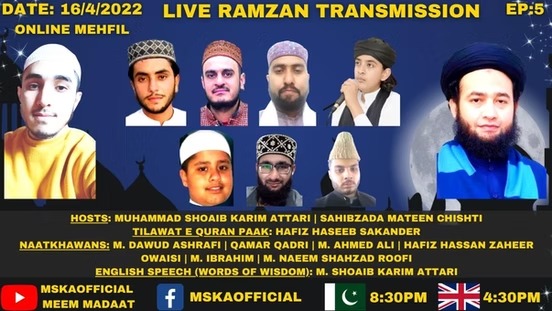 DATE: 16/4/2022 LIVE RAMZAN TRANSMISSION EP:5
ONLINE MEHFIL
HOSTS: MUHAMMAD SHOAIB KARIM ATTARI | SAHIBZADA MATEEN CHISHTI
TILAWAT E QURAN PAAK: HAFIZ HASEEB SAKANDER
NAATKHAWANS: M. DAWUD ASHRAFI | QAMAR QADRI | M. AHMED ALI | HAFIZ HASSAN ZAHEER
OWAISI | M. IBRAHIM | M. NAEEM SHAHZAD ROOFI
ENGLISH SPEECH (WORDS OF WISDOM): M. SHOAIB KARIM ATTARI
MSKAOFFICIAL
MEEM MADAAT
MSKAOFFICIAL
8:30PM
4:30PM